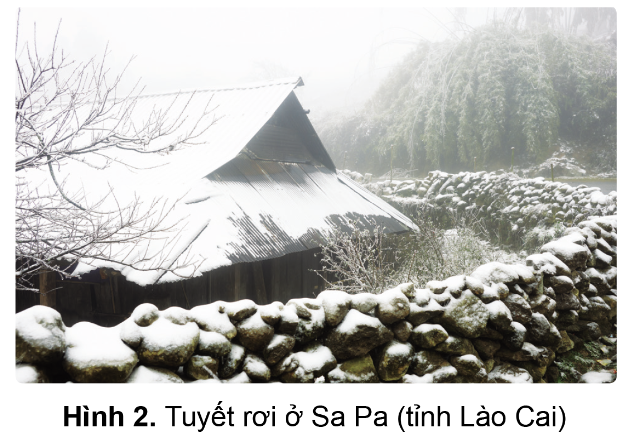 Hình 2. Tuyết rơi ở Sa Pa (tỉnh Lào Cai)